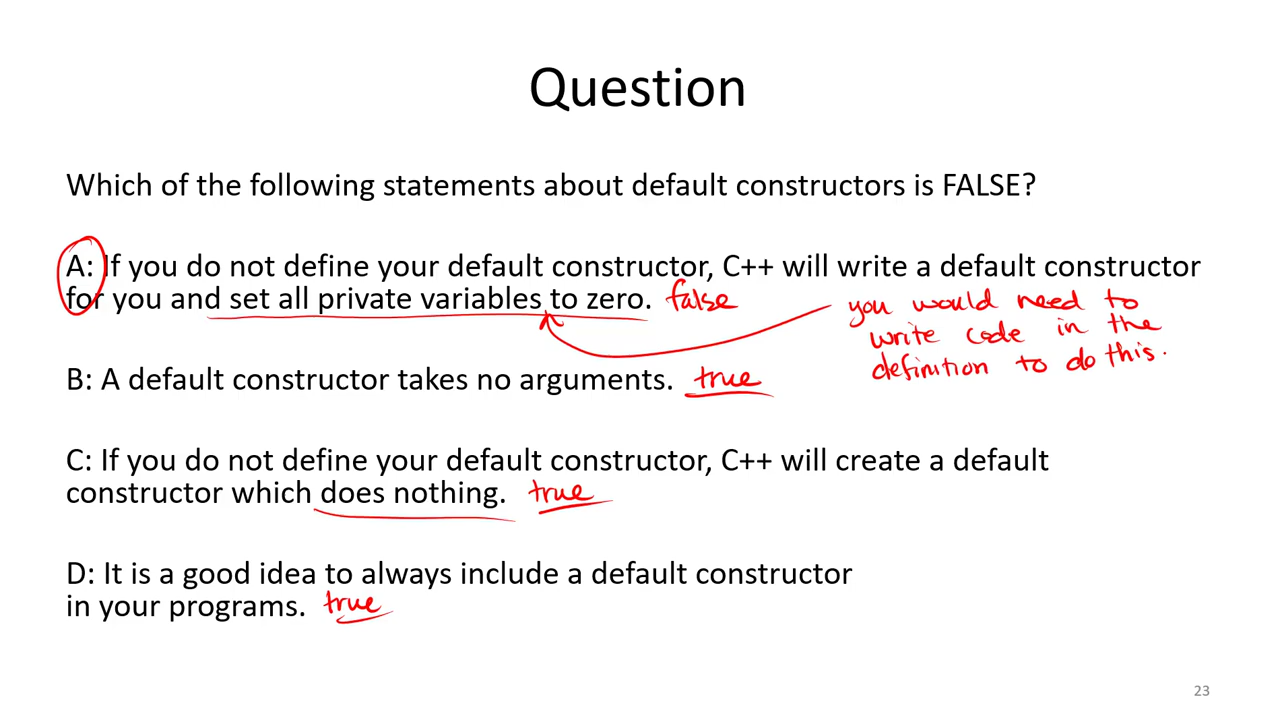 Question
Which of the following statements about default constructors is FALSE?
A: If you do not define your default constructor, C++ will write a default constructor
for you and set all private variables to zero. false
you would need to
write code in the
definition to do this.
B: A default constructor takes no arguments. true
C: If you do not define your default constructor, C++ will create a default
constructor which does nothing. true
D: It is a good idea to always include a default constructor
in your programs. true
23